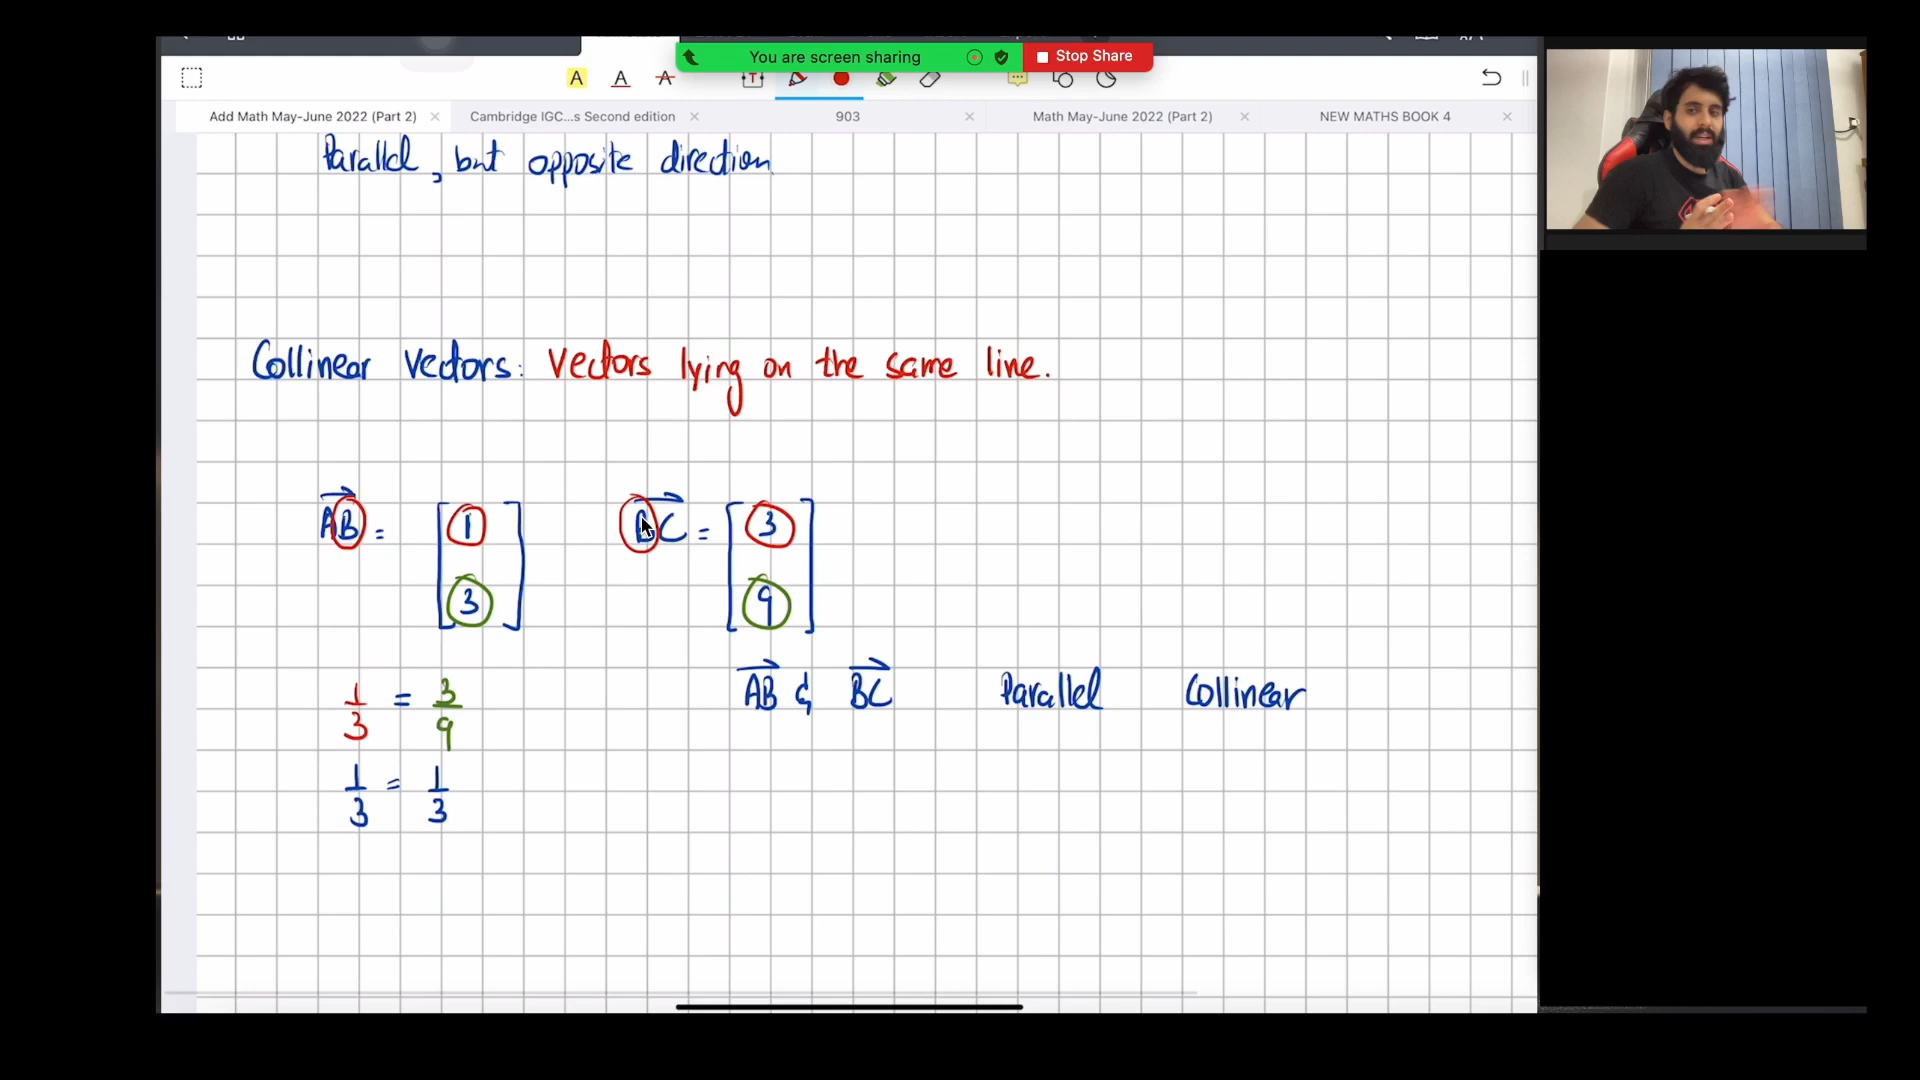 You are screen sharing
Stop Share
A A A T
Add Math May-June 2022 (Part 2) × Cambridge IGC...s Second edition × 903 × Math May-June 2022 (Part 2) × NEW MATHS BOOK 4 ×
Parallel, but opposite direction
Collinear Vectors: Vectors lying on the same line.
AB = [1 3] BC = [3 9]
1/3 = 3/9
AB & BC Parallel Collinear
1/3 = 1/3